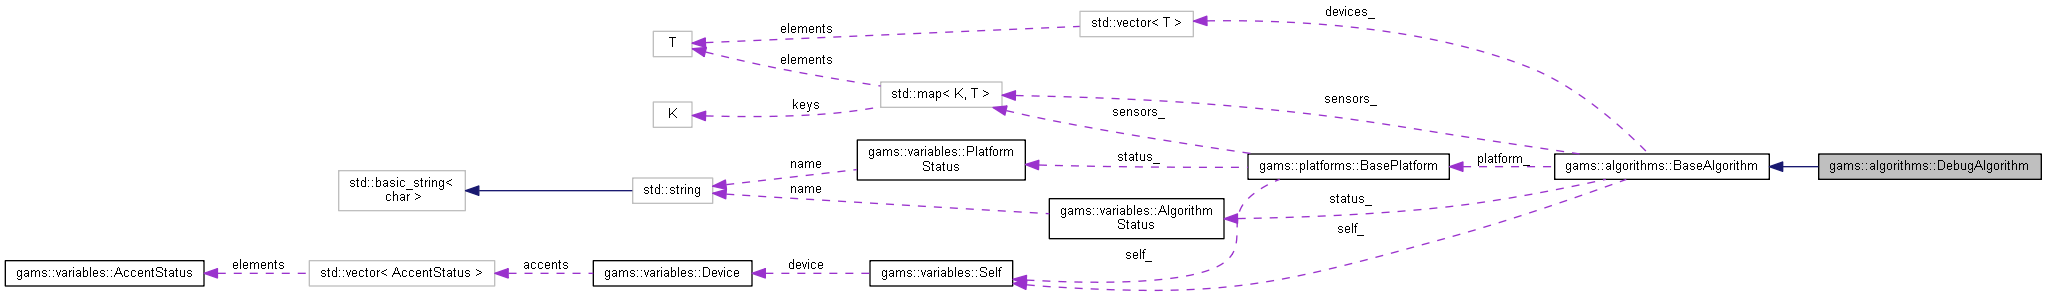 devices_
std::vector< T >
elements
T
elements
std::map< K, T >
sensors_
keys
K
sensors_
gams::variables::Platform
Status
status_
name
gams::platforms::BasePlatform
platform_
gams::algorithms::BaseAlgorithm
gams::algorithms::DebugAlgorithm
std::basic_string<
char >
std::string
name
gams::variables::Algorithm
Status
status_
self_
self_
gams::variables::AccentStatus
elements
std::vector< AccentStatus >
accents
gams::variables::Device
device
gams::variables::Self